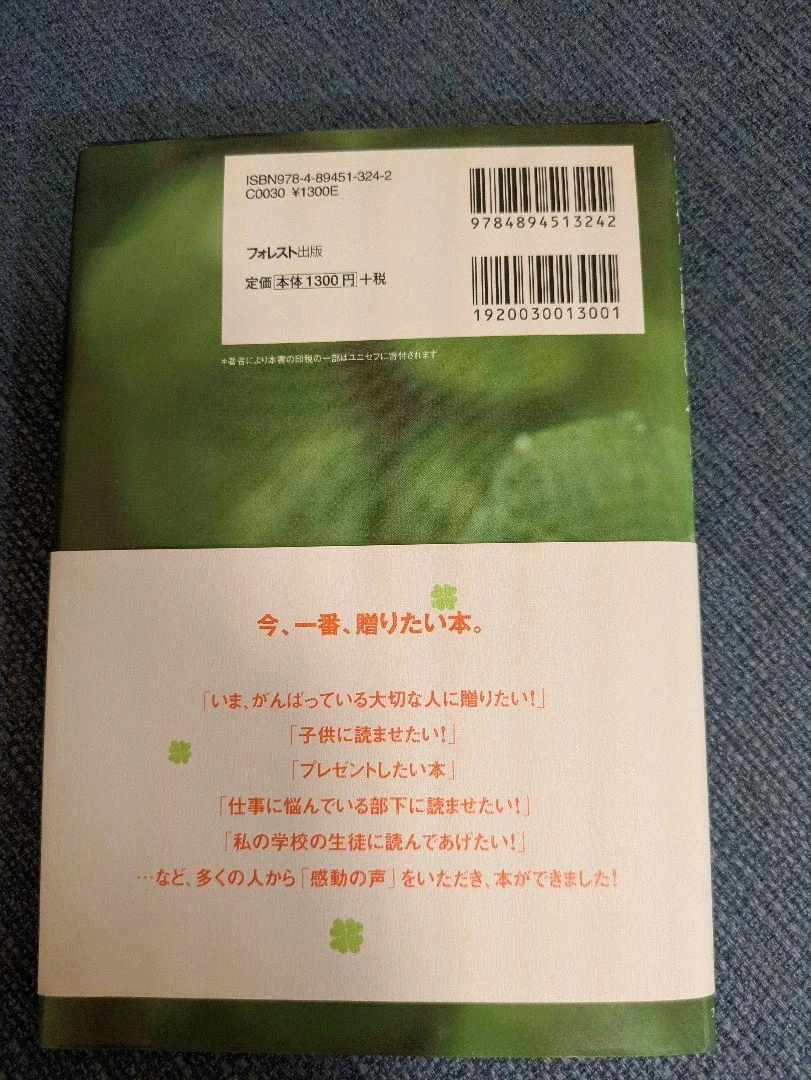 ISBN978-4-89451-324-2
C0030 ¥1300E
9784894513242
フォレスト出版
定価 本体1300円 +税
1920030013001
＊著者により本書の印税の一部はユニセフに寄付されます
今、一番、贈りたい本。
「いま、がんばっている大切な人に贈りたい！」
「子供に読ませたい！」
「プレゼントしたい本」
「仕事に悩んでいる部下に読ませたい！」
「私の学校の生徒に読んであげたい！」
…など、多くの人から「感動の声」をいただき、本ができました！